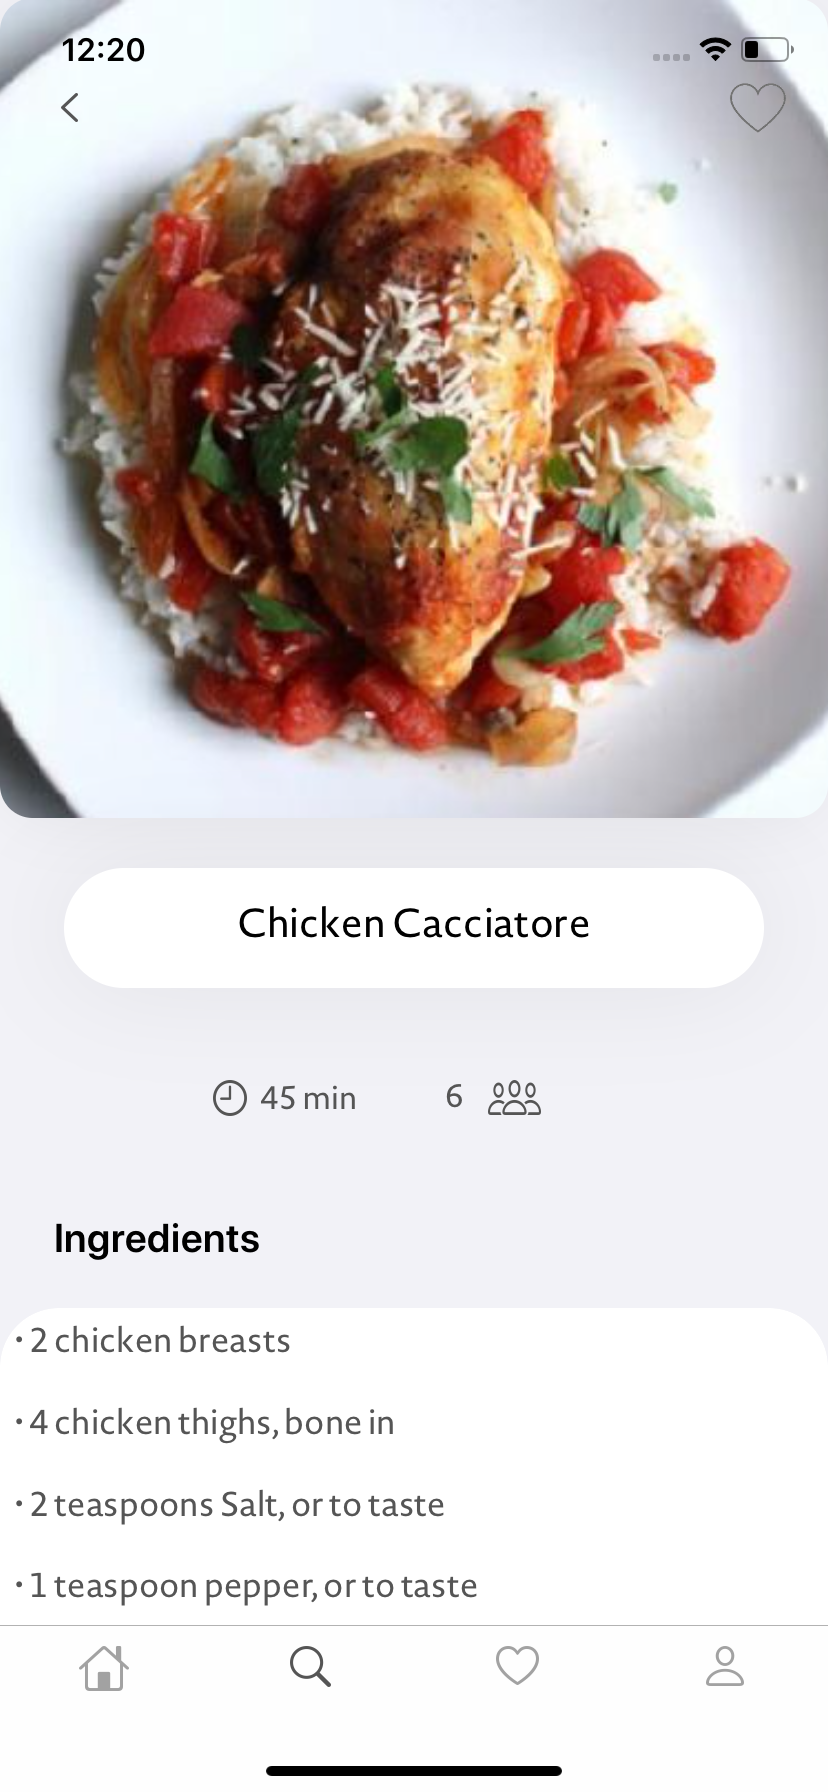 12:20
Chicken Cacciatore
45 min 6
Ingredients
• 2 chicken breasts
• 4 chicken thighs, bone in
• 2 teaspoons Salt, or to taste
• 1 teaspoon pepper, or to taste